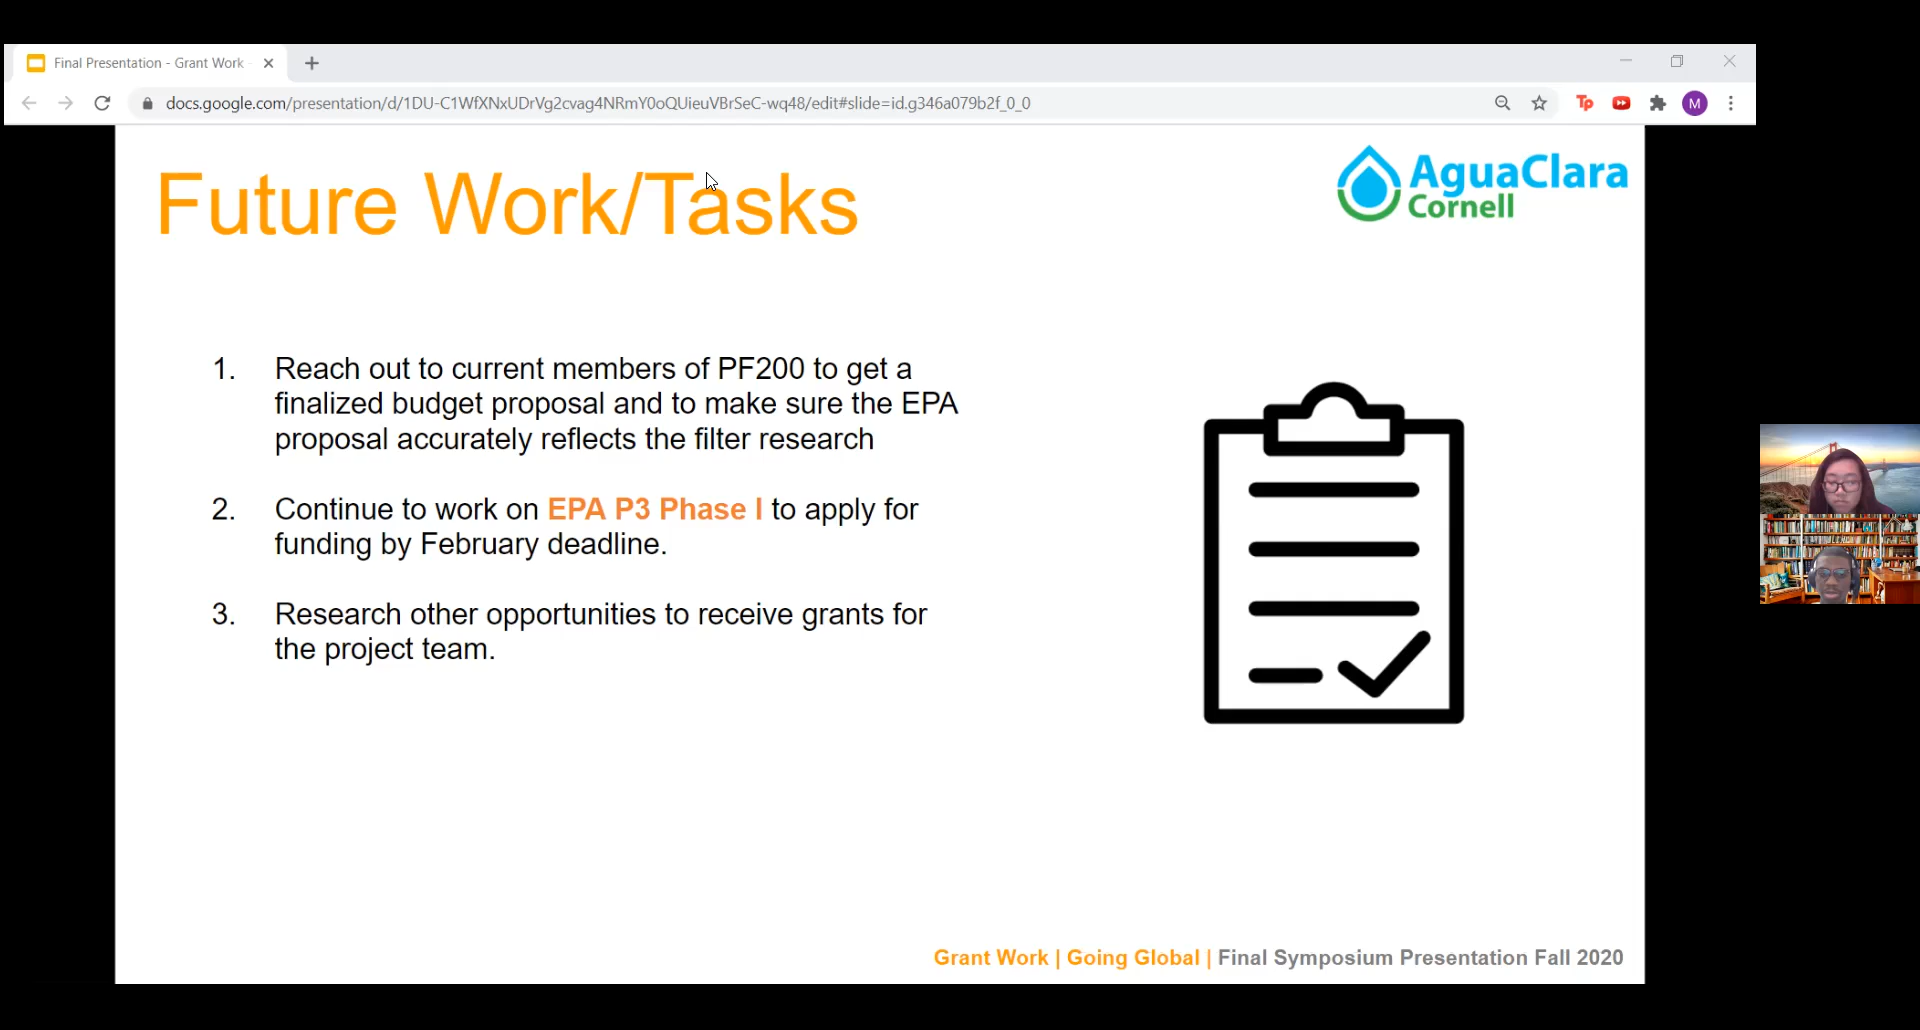 Final Presentation - Grant Work
docs.google.com/presentation/d/1DU-C1WfXNxUDrVg2cvag4NRmY0oQUieuVBrSeC-wq48/edit#slide=id.g346a079b2f_0_0
Tp
M
Future Work/Tasks
AguaClara
Cornell
1. Reach out to current members of PF200 to get a
finalized budget proposal and to make sure the EPA
proposal accurately reflects the filter research
2. Continue to work on EPA P3 Phase I to apply for
funding by February deadline.
3. Research other opportunities to receive grants for
the project team.
Grant Work | Going Global | Final Symposium Presentation Fall 2020